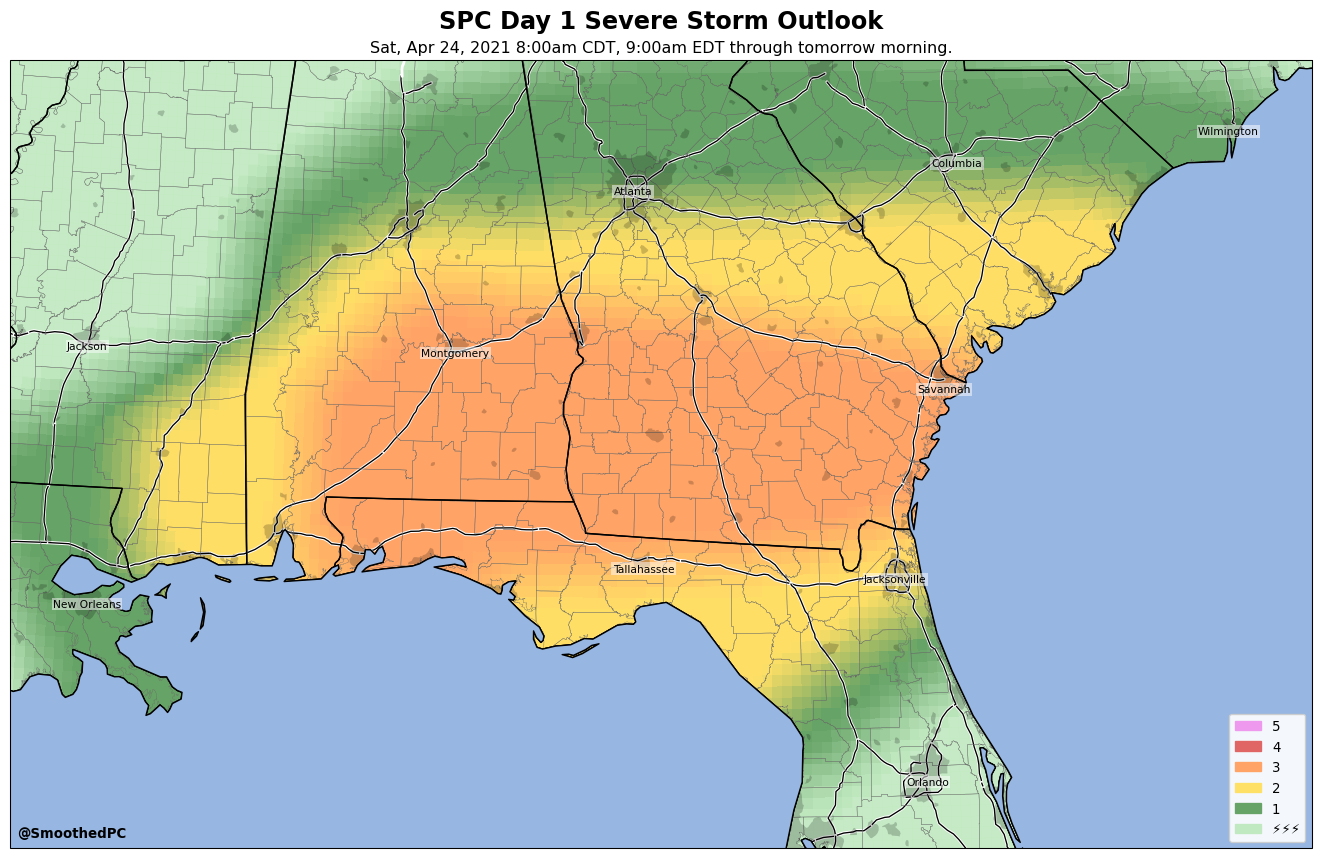 SPC Day 1 Severe Storm Outlook
Sat, Apr 24, 2021 8:00am CDT, 9:00am EDT through tomorrow morning.
Wilmington
Columbia
Atlanta
Jackson
Montgomery
Savannah
Tallahassee
Jacksonville
New Orleans
Orlando
5
4
3
2
1
⚡⚡⚡
@SmoothedPC